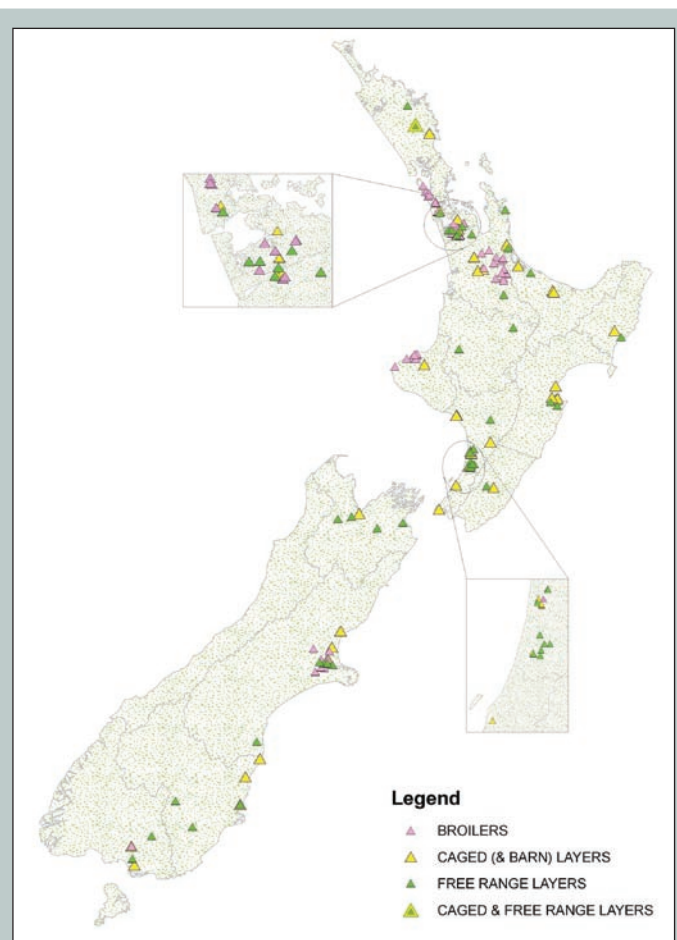 Legend
BROILERS
CAGED (& BARN) LAYERS
FREE RANGE LAYERS
CAGED & FREE RANGE LAYERS